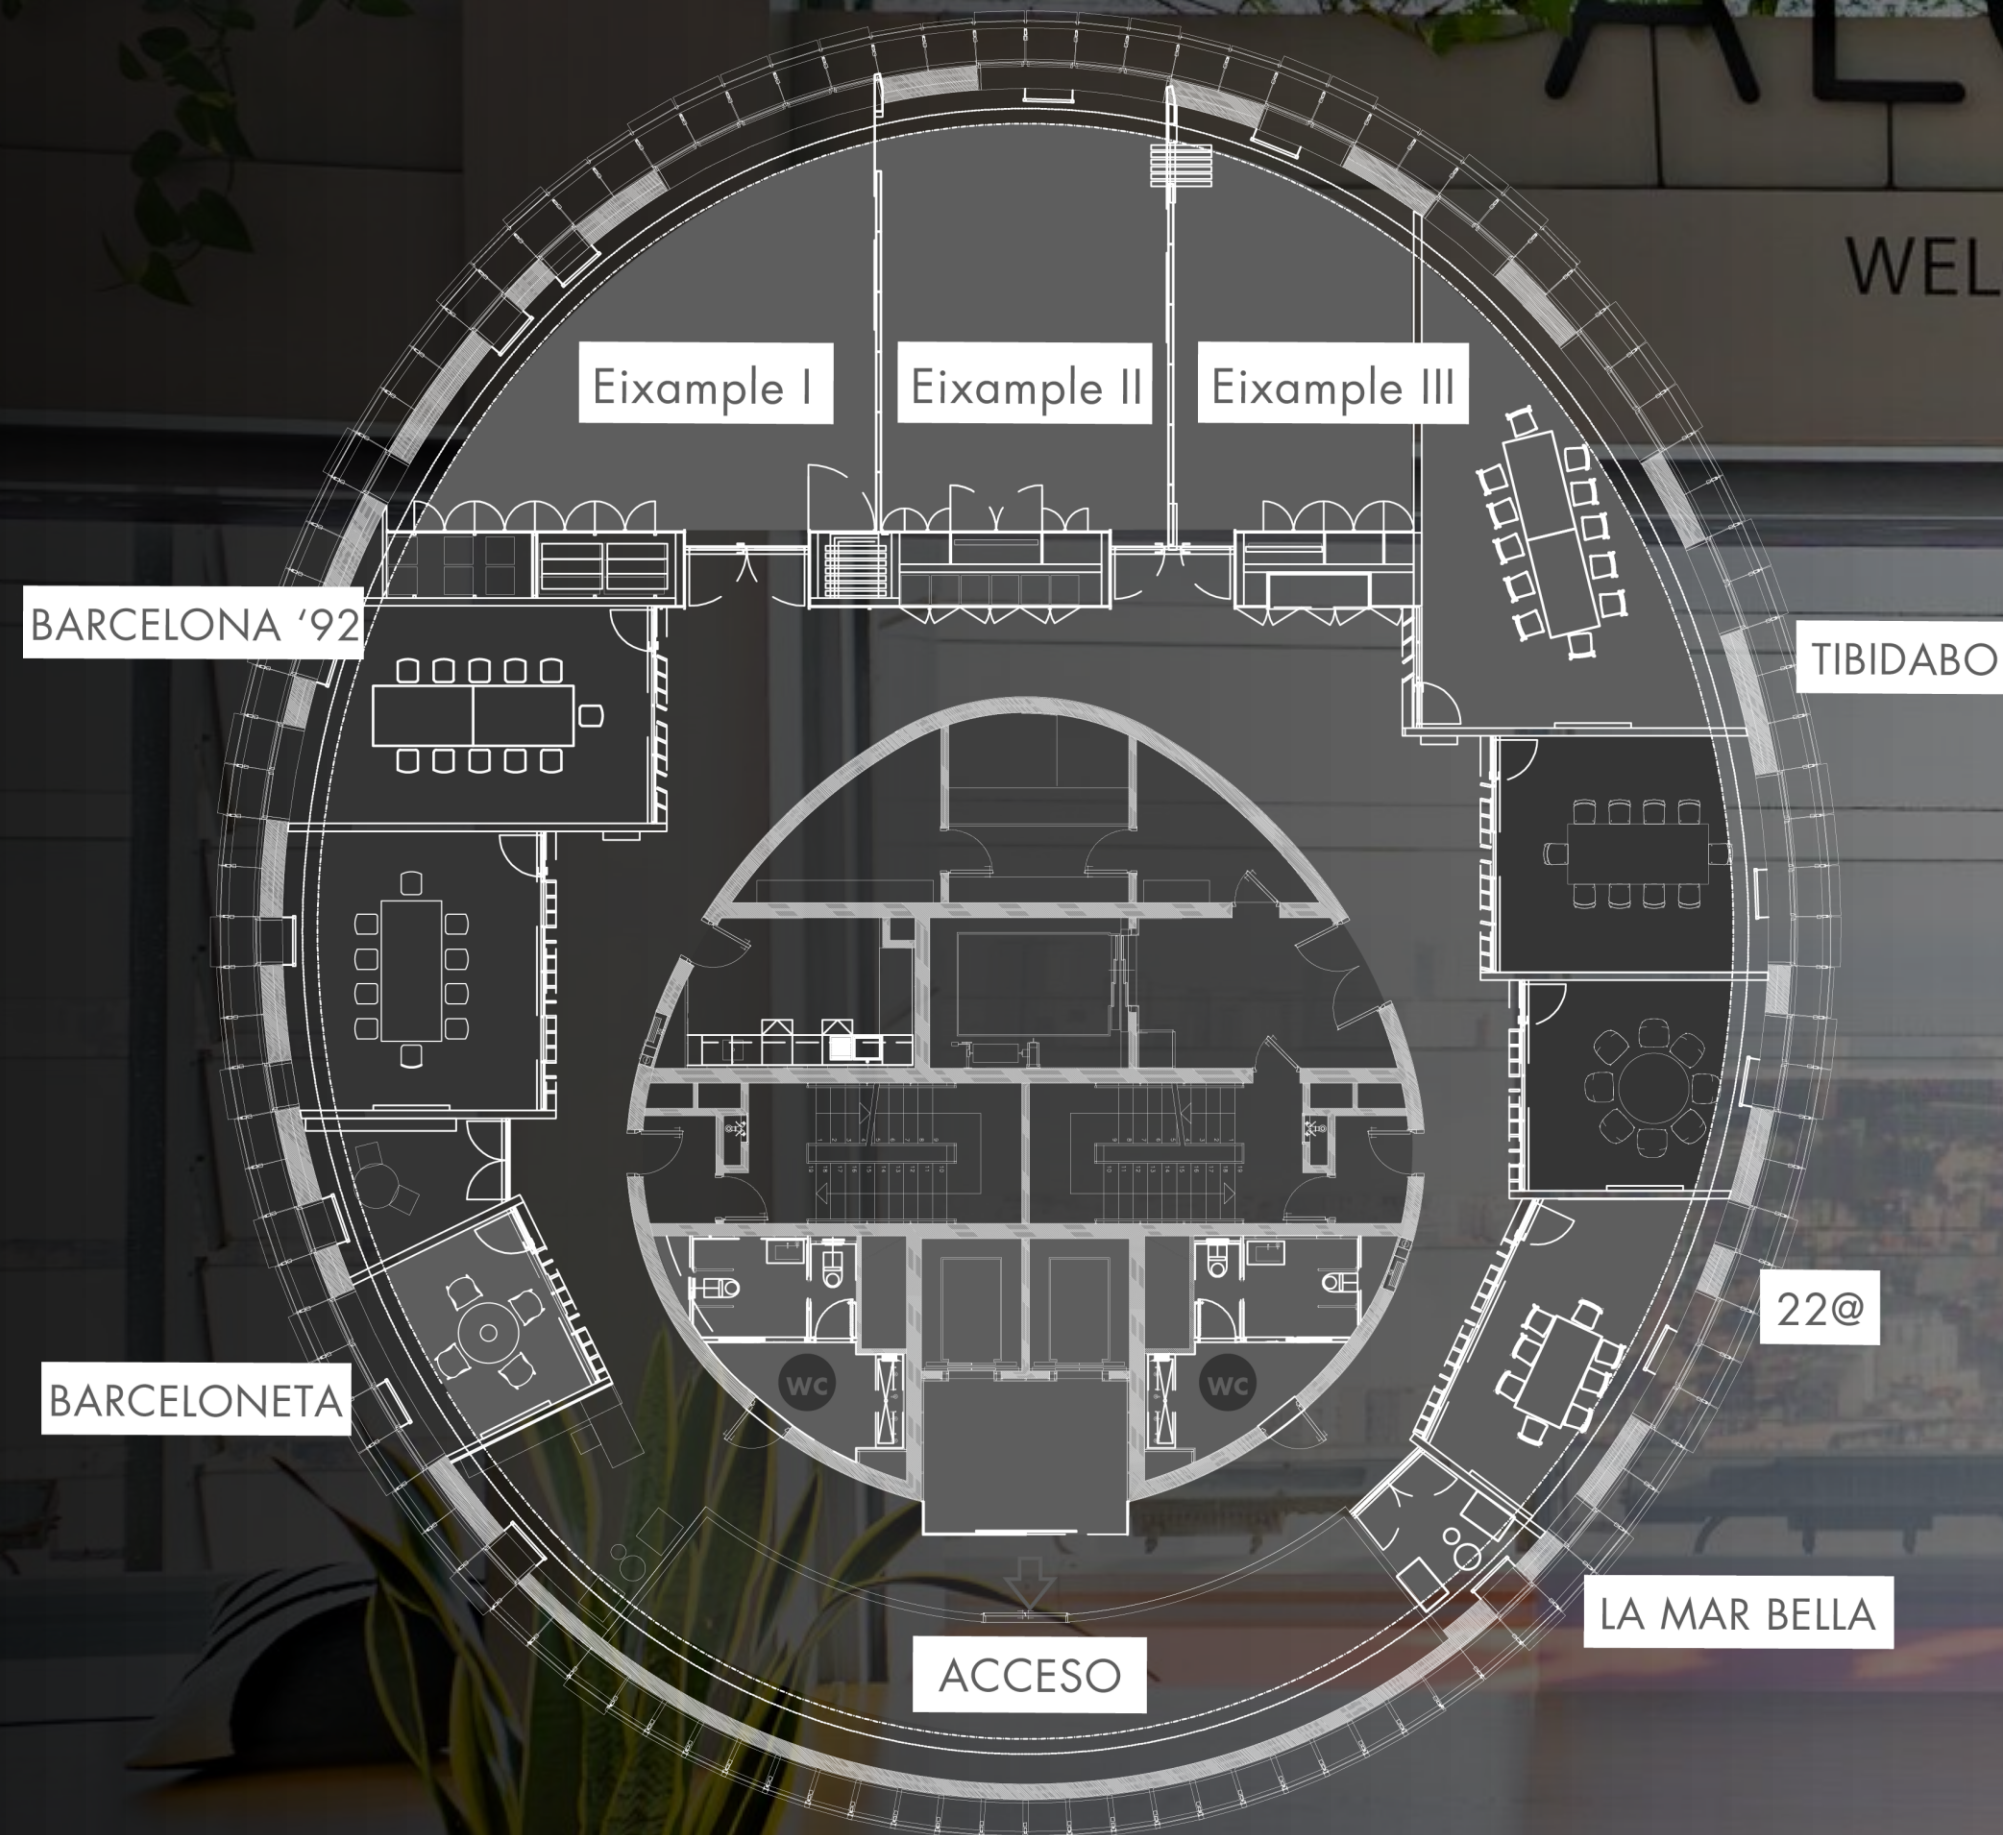 WEL
Eixample I
Eixample II
Eixample III
BARCELONA ‘92
TIBIDABO
22@
BARCELONETA
WC
WC
LA MAR BELLA
ACCESO